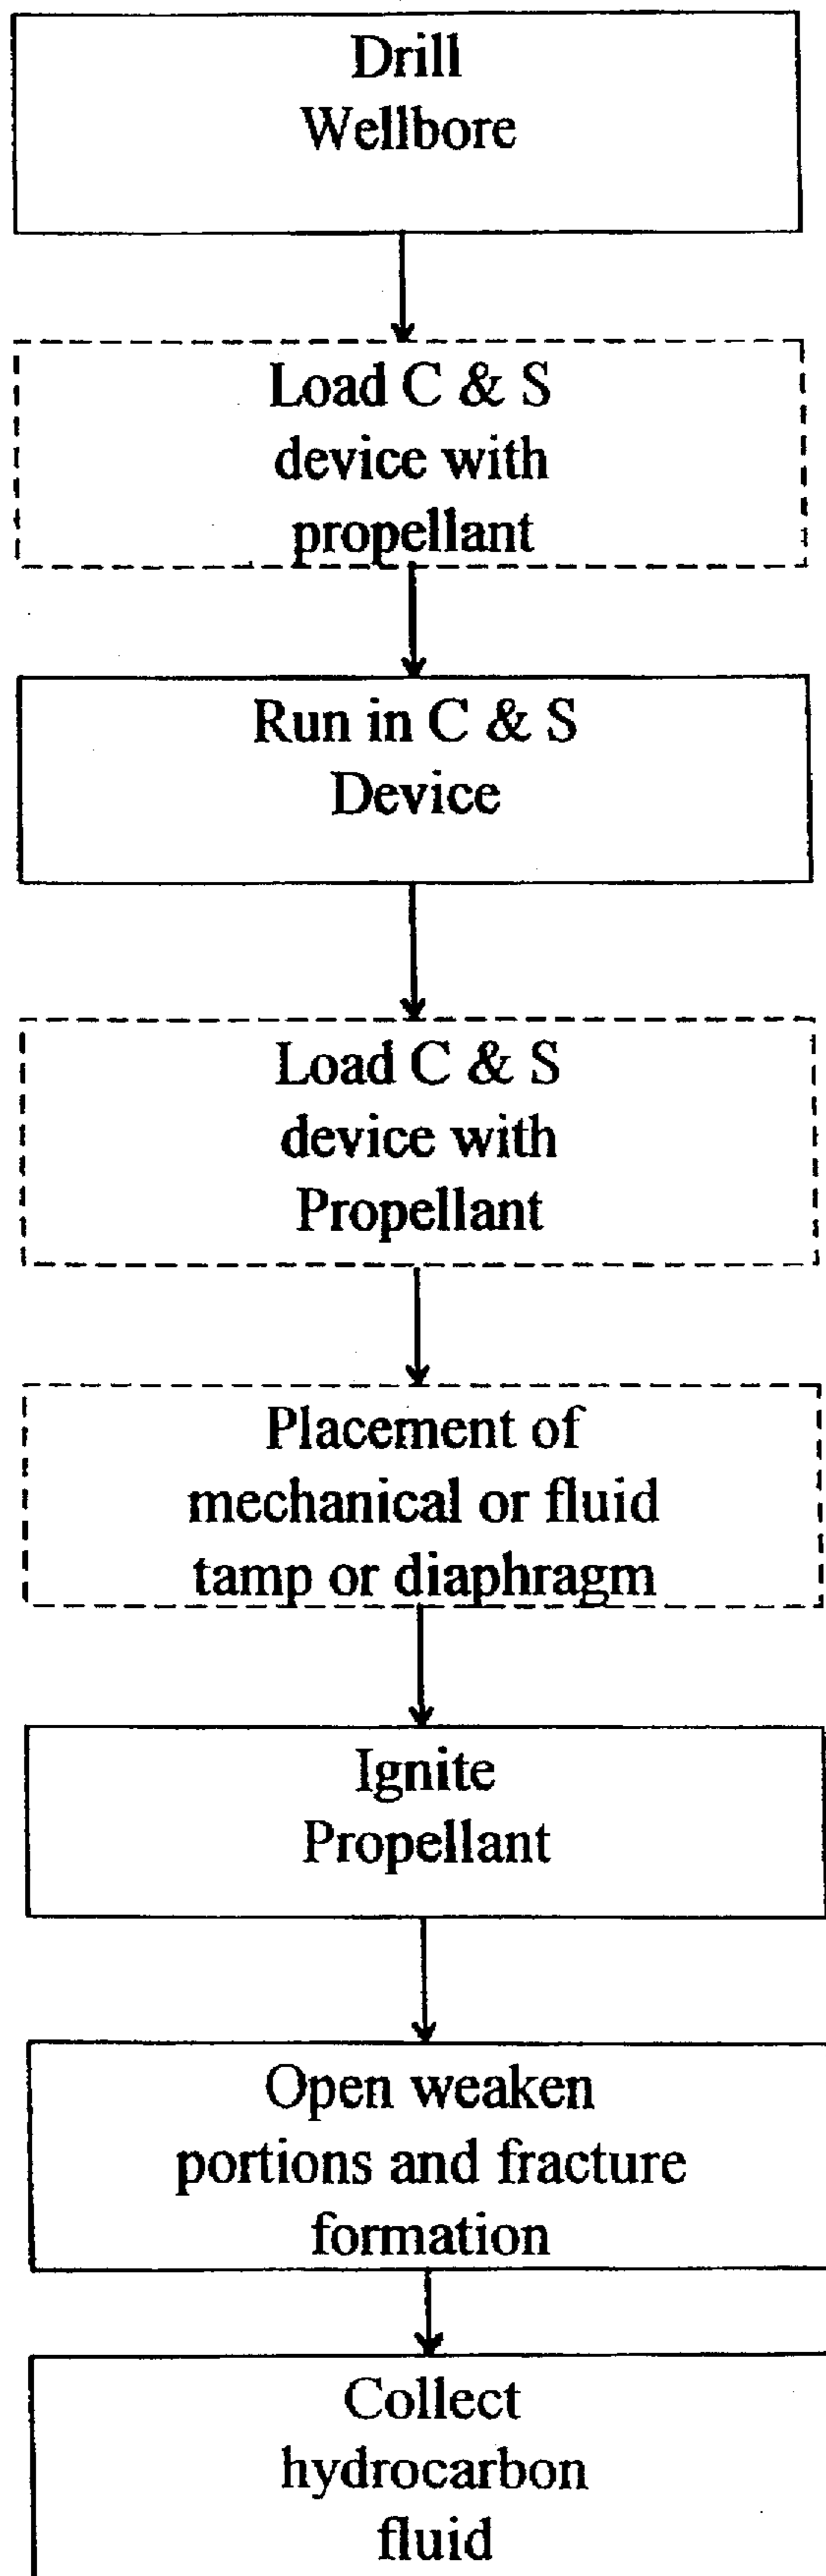 Drill
Wellbore
Load C & S
device with
propellant
Run in C & S
Device
Load C & S
device with
Propellant
Placement of
mechanical or fluid
tamp or diaphragm
Ignite
Propellant
Open weaken
portions and fracture
formation
Collect
hydrocarbon
fluid